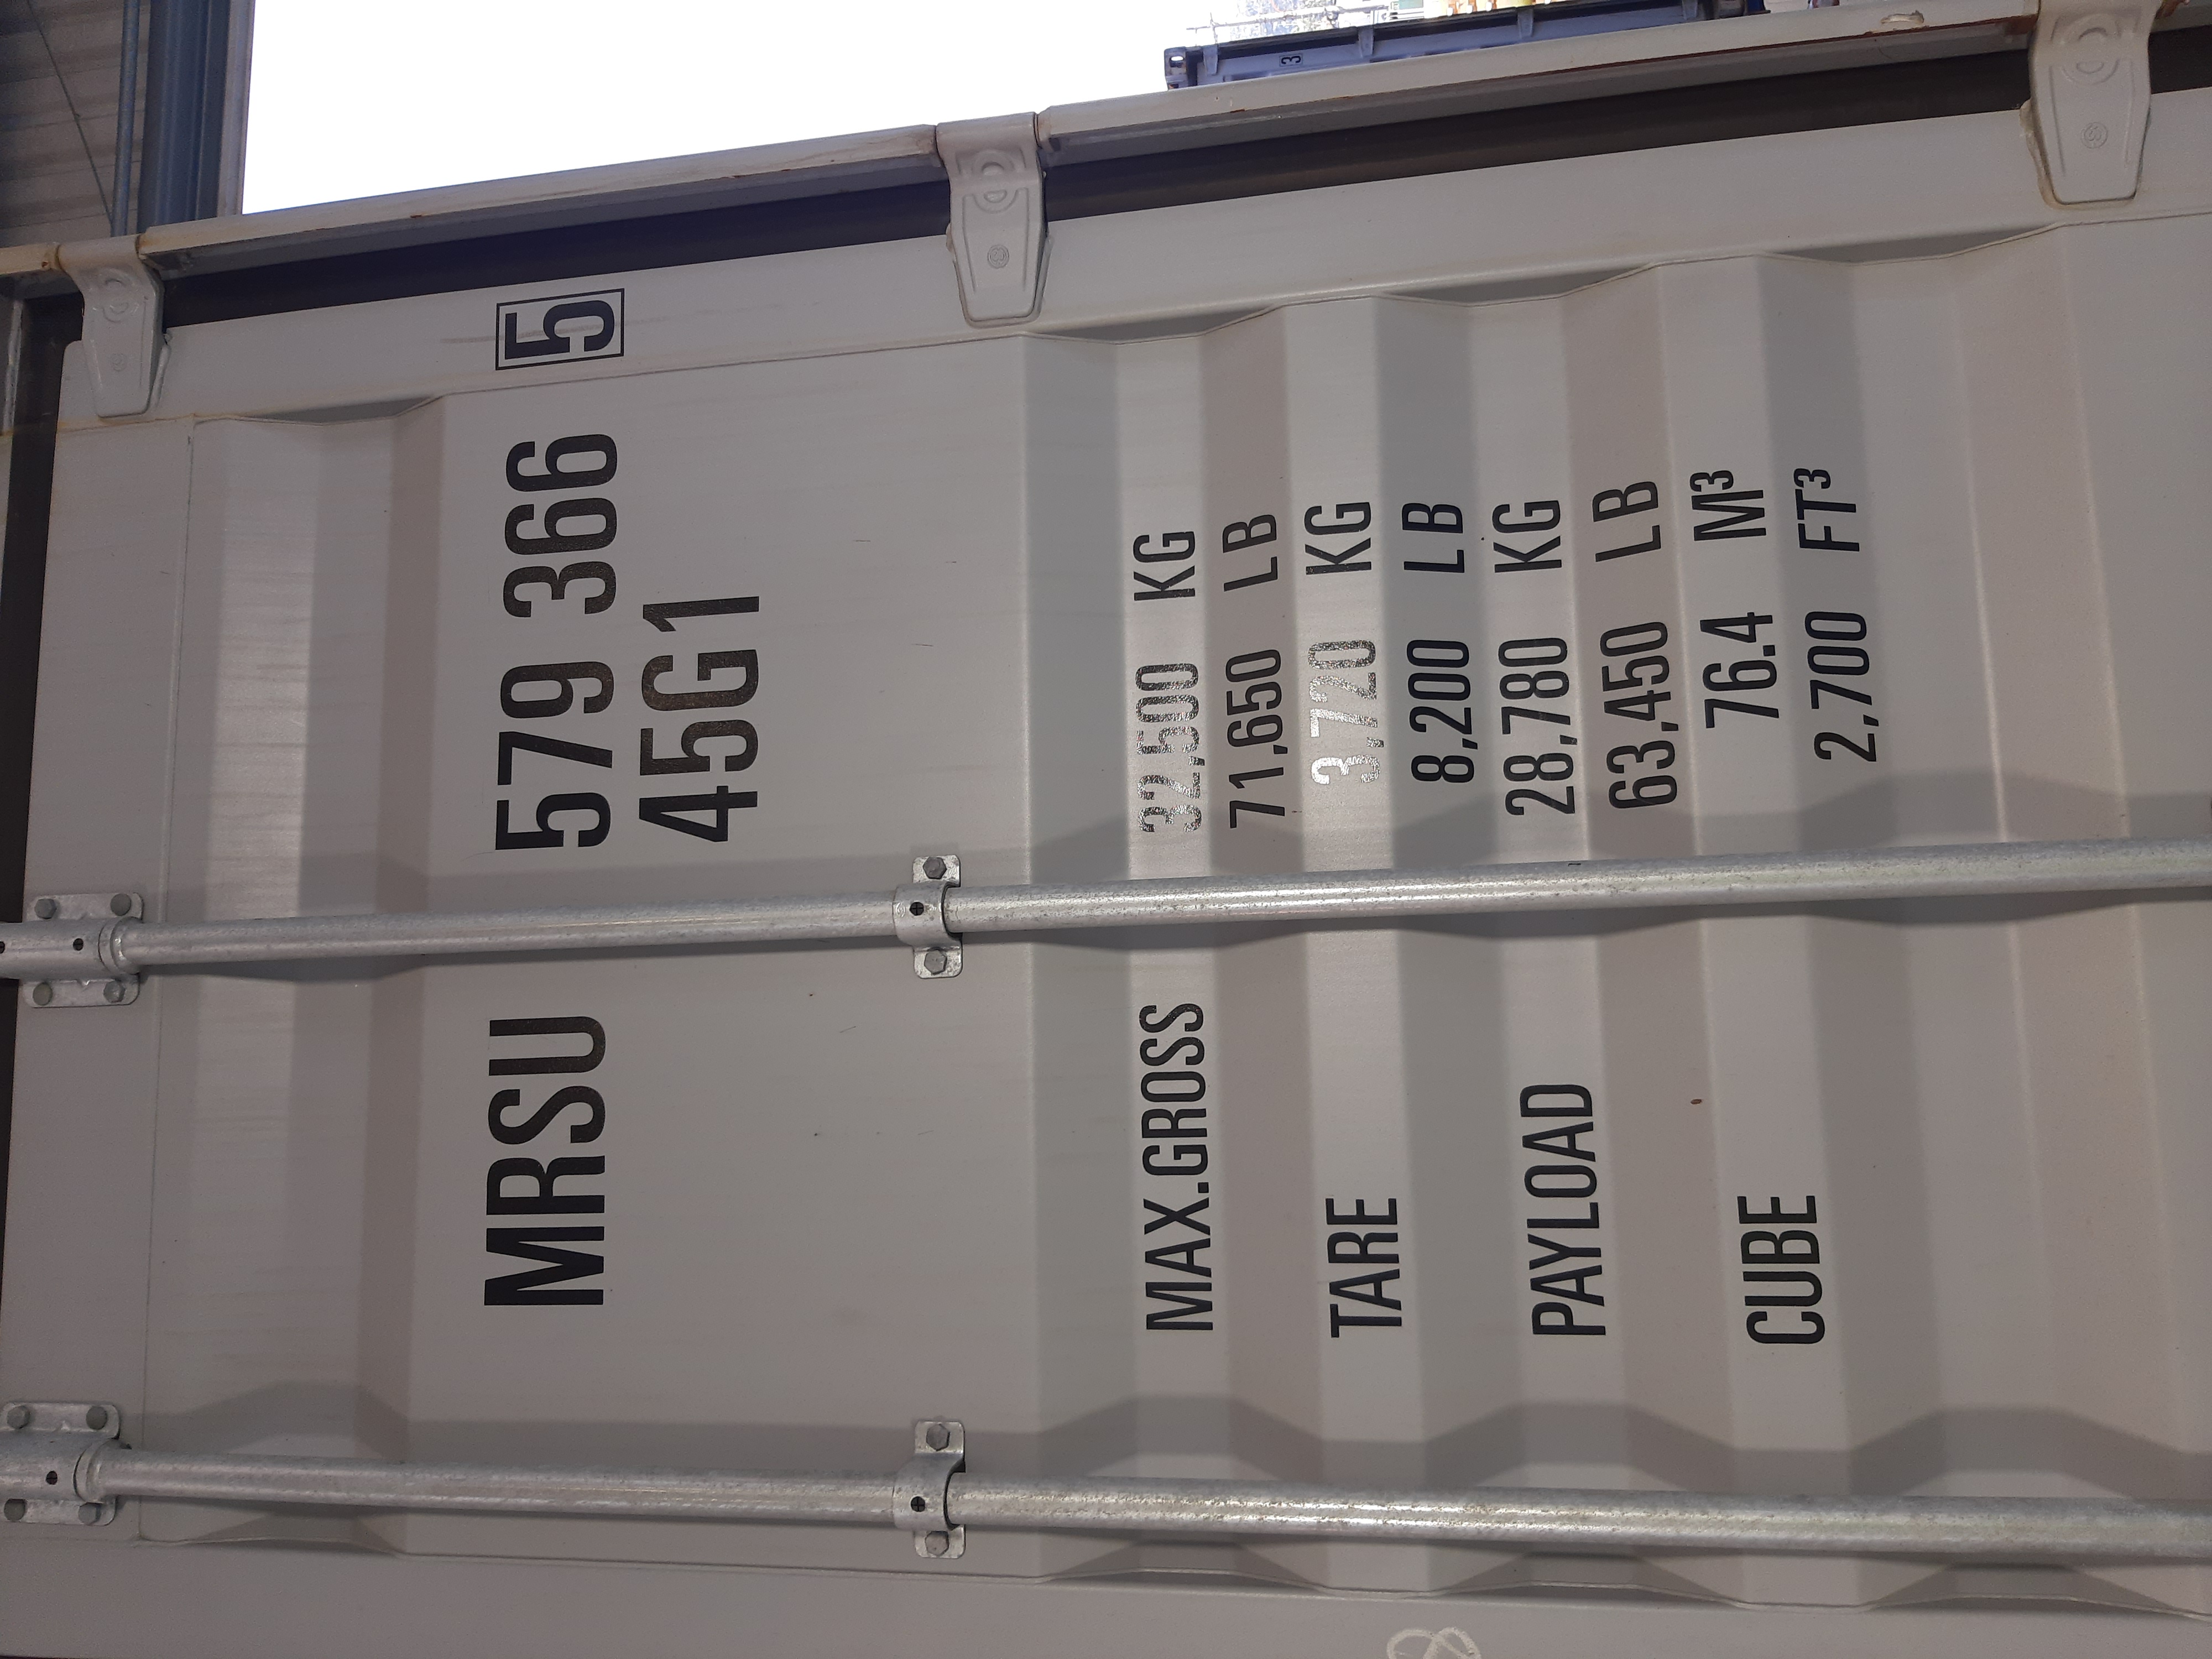 MRSU 579 366 5
45G1
MAX.GROSS 32,500 KG
71,650 LB
TARE 3,720 KG
8,200 LB
PAYLOAD 28,780 KG
63,450 LB
CUBE 76.4 M³
2,700 FT³
3